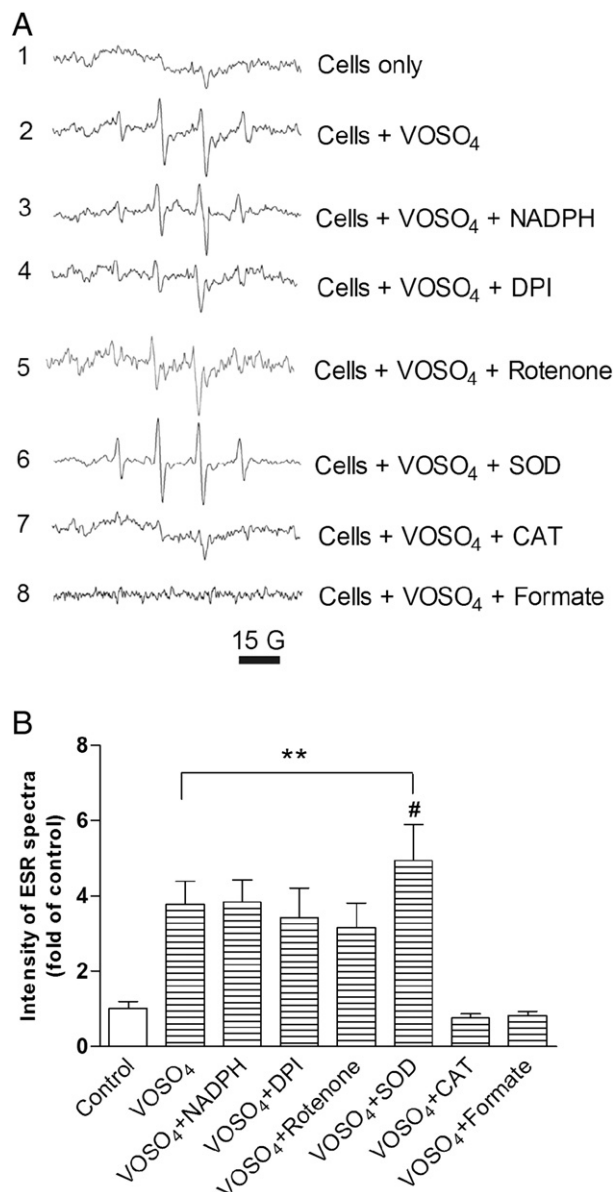 A
1 Cells only
2 Cells + VOSO₄
3 Cells + VOSO₄ + NADPH
4 Cells + VOSO₄ + DPI
5 Cells + VOSO₄ + Rotenone
6 Cells + VOSO₄ + SOD
7 Cells + VOSO₄ + CAT
8 Cells + VOSO₄ + Formate
15 G
B
Intensity of ESR spectra
(fold of control)
8
6
4
2
0
**
#
Control
VOSO₄
VOSO₄+NADPH
VOSO₄+DPI
VOSO₄+Rotenone
VOSO₄+SOD
VOSO₄+CAT
VOSO₄+Formate